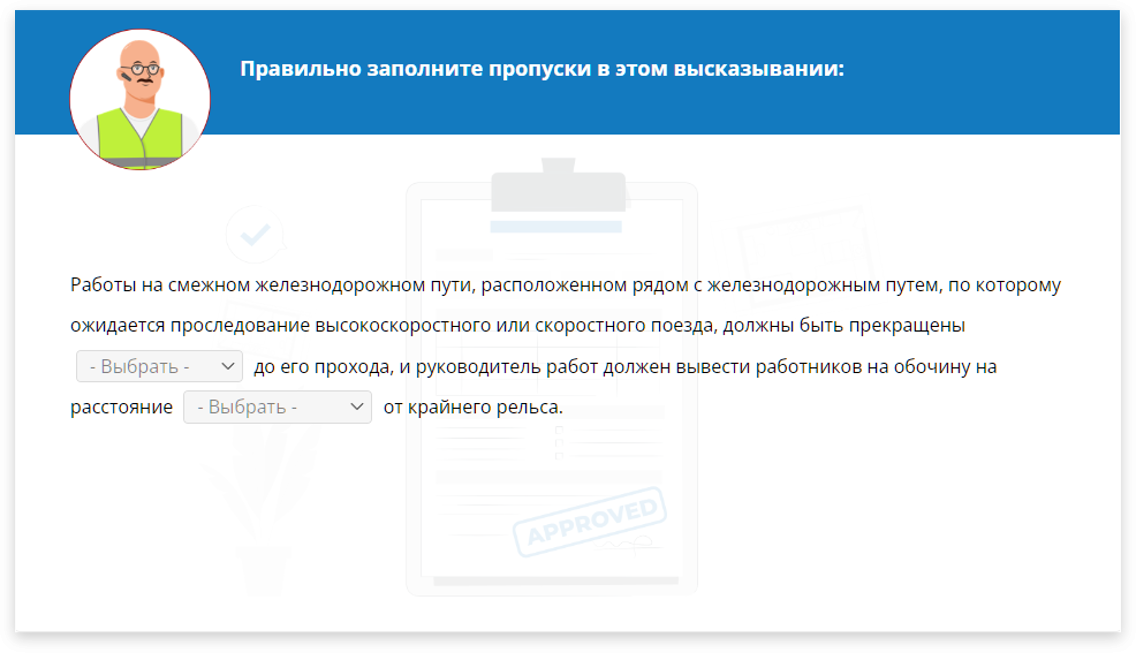 Правильно заполните пропуски в этом высказывании:
Работы на смежном железнодорожном пути, расположенном рядом с железнодорожным путем, по которому
ожидается проследование высокоскоростного или скоростного поезда, должны быть прекращены
- Выбрать - до его прохода, и руководитель работ должен вывести работников на обочину на
расстояние - Выбрать - от крайнего рельса.
APPROVED